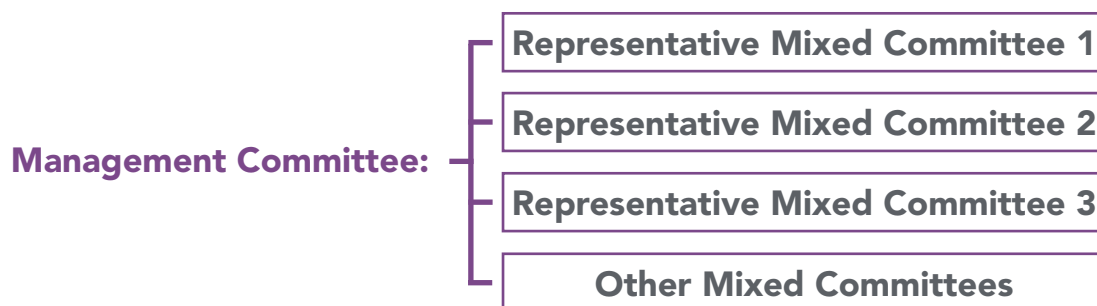 Representative Mixed Committee 1
Representative Mixed Committee 2
Management Committee:
Representative Mixed Committee 3
Other Mixed Committees